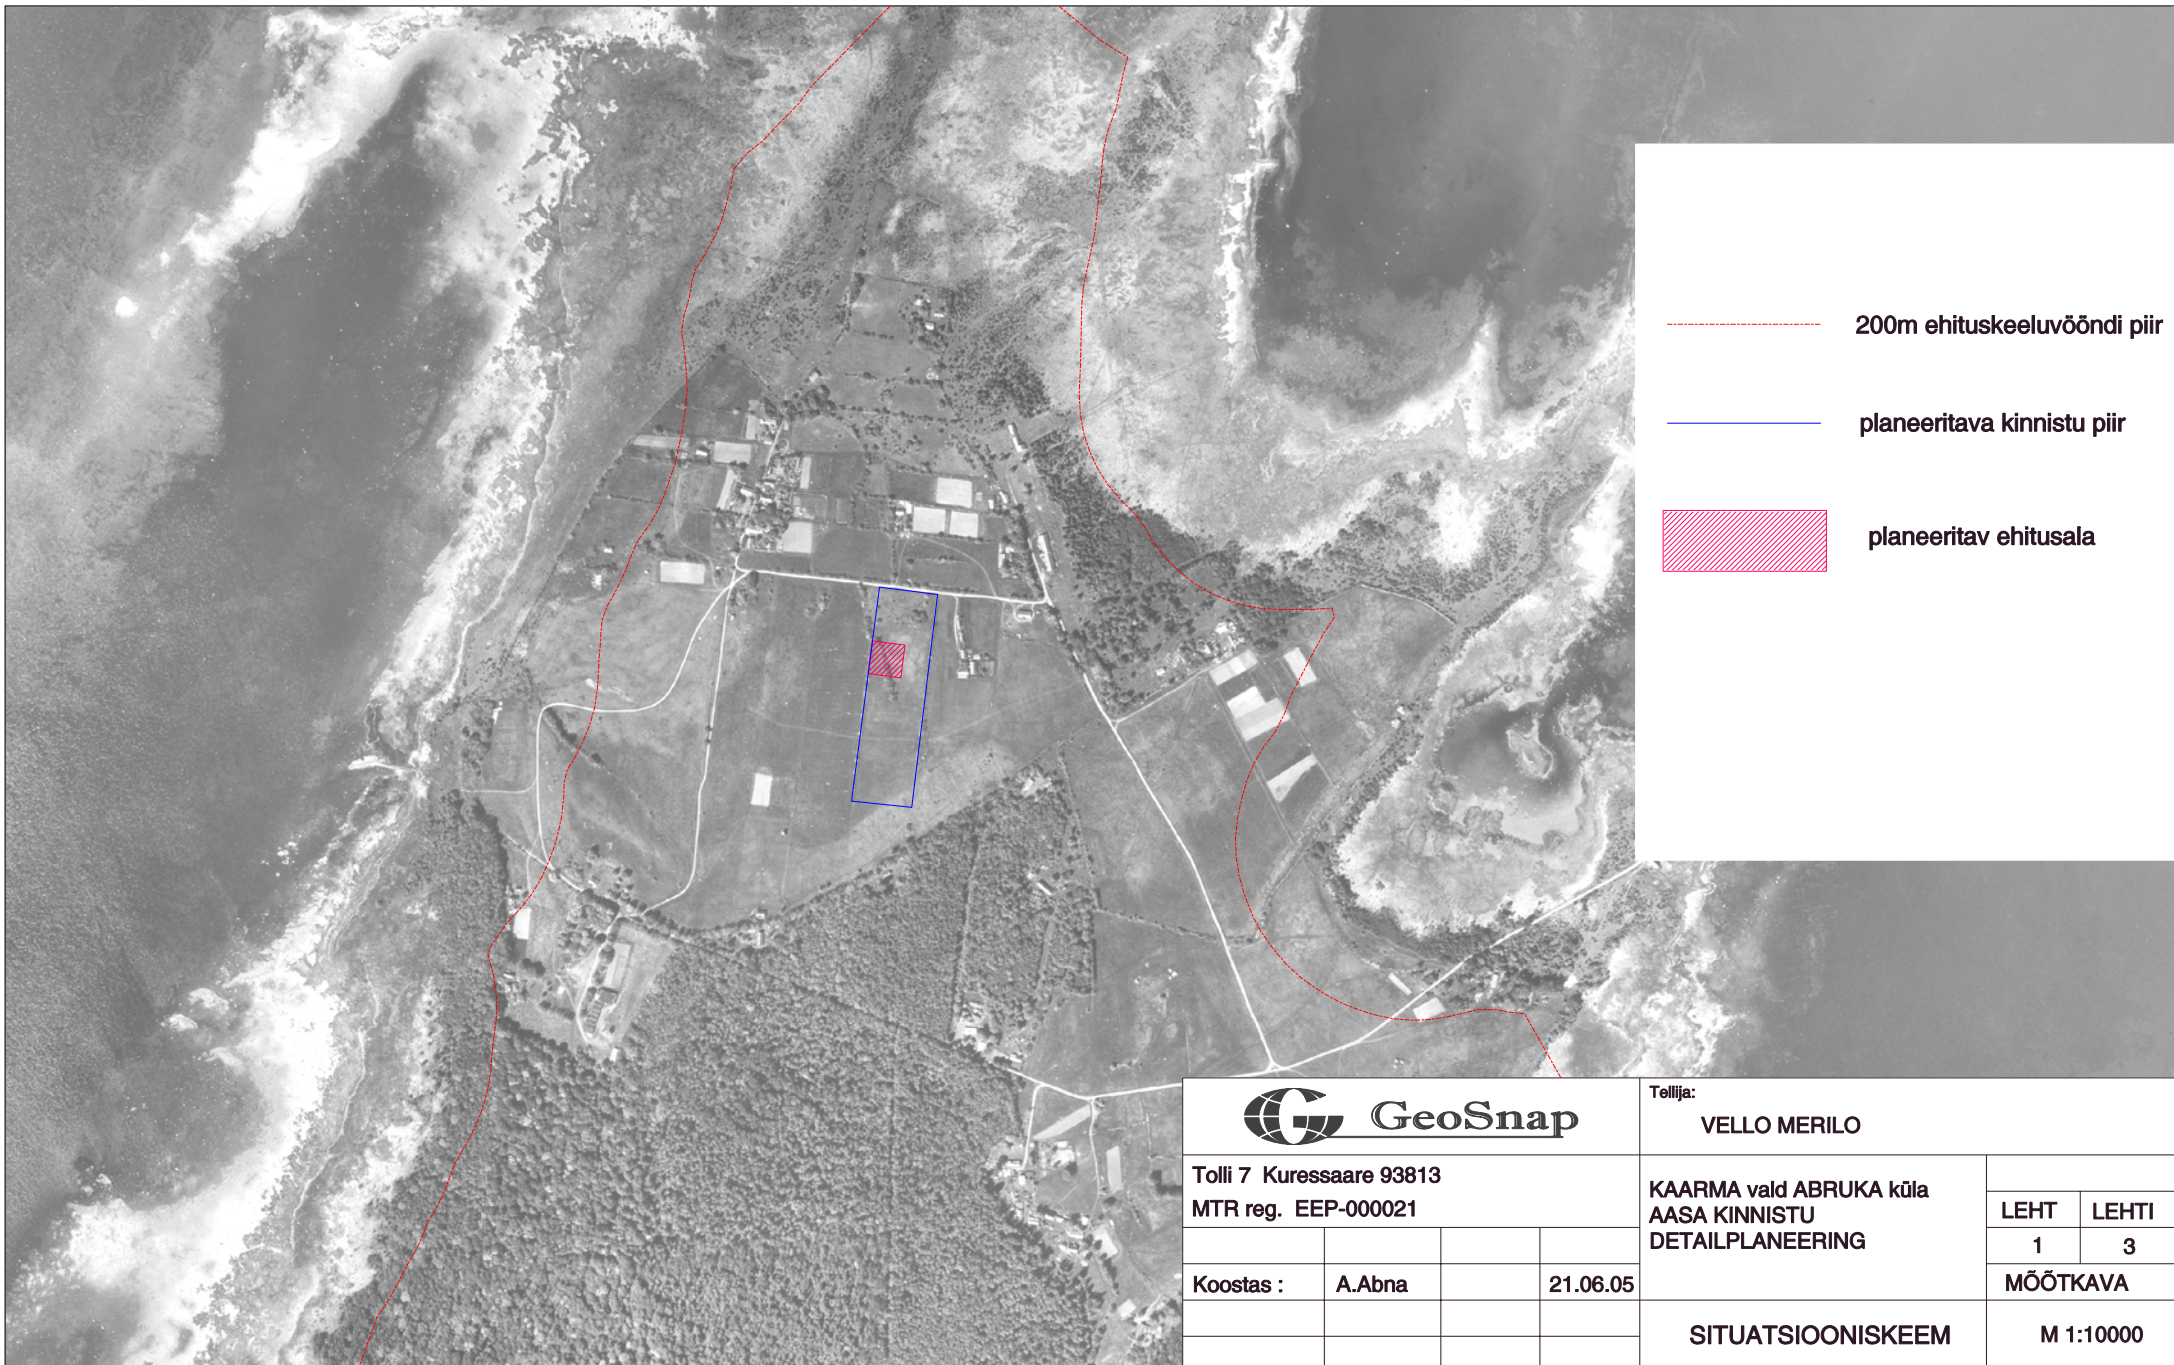 200m ehituskeeluvööndi piir
planeeritava kinnistu piir
planeeritav ehitusala
GeoSnap
Tellija:
VELLO MERILO
Tolli 7 Kuressaare 93813
MTR reg. EEP-000021
KAARMA vald ABRUKA küla
AASA KINNISTU
DETAILPLANEERING
LEHT LEHTI
1 3
Koostas : A.Abna 21.06.05
MÕÕTKAVA
SITUATSIOONISKEEM
M 1:10000